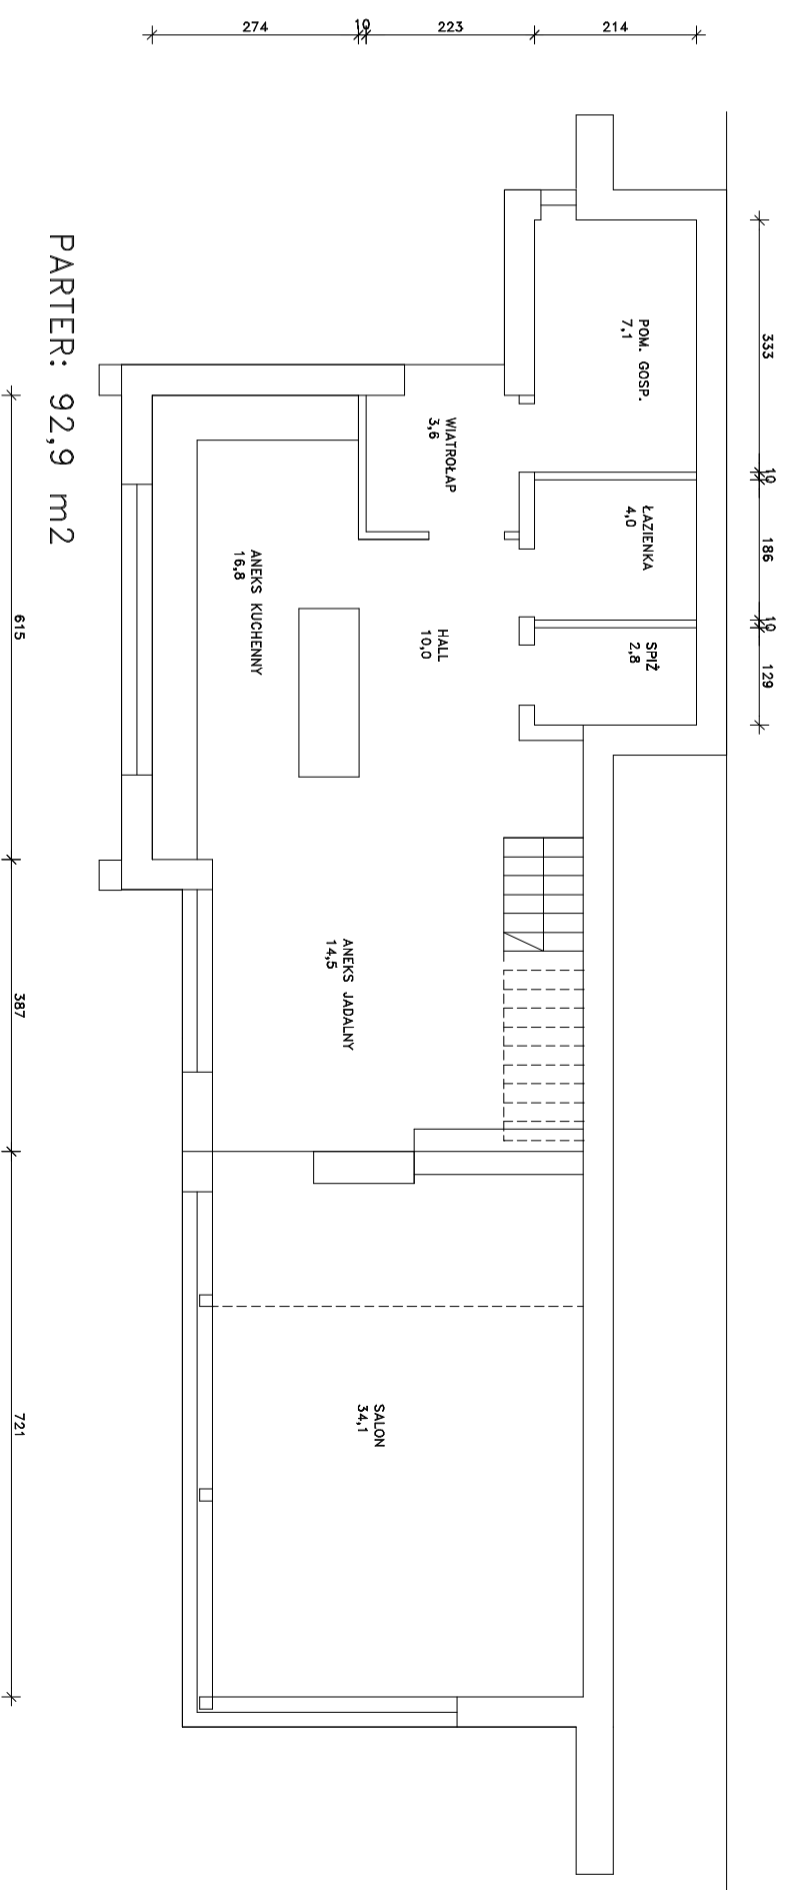 274
10
223
214
333
10
186
10
129
POM. GOSP.
7,1
WIATROŁAP
3,6
ŁAZIENKA
4,0
SPIŻ
2,8
HALL
10,0
ANEKS KUCHENNY
16,8
ANEKS JADALNY
14,5
SALON
34,1
615
387
721
PARTER: 92,9 m2